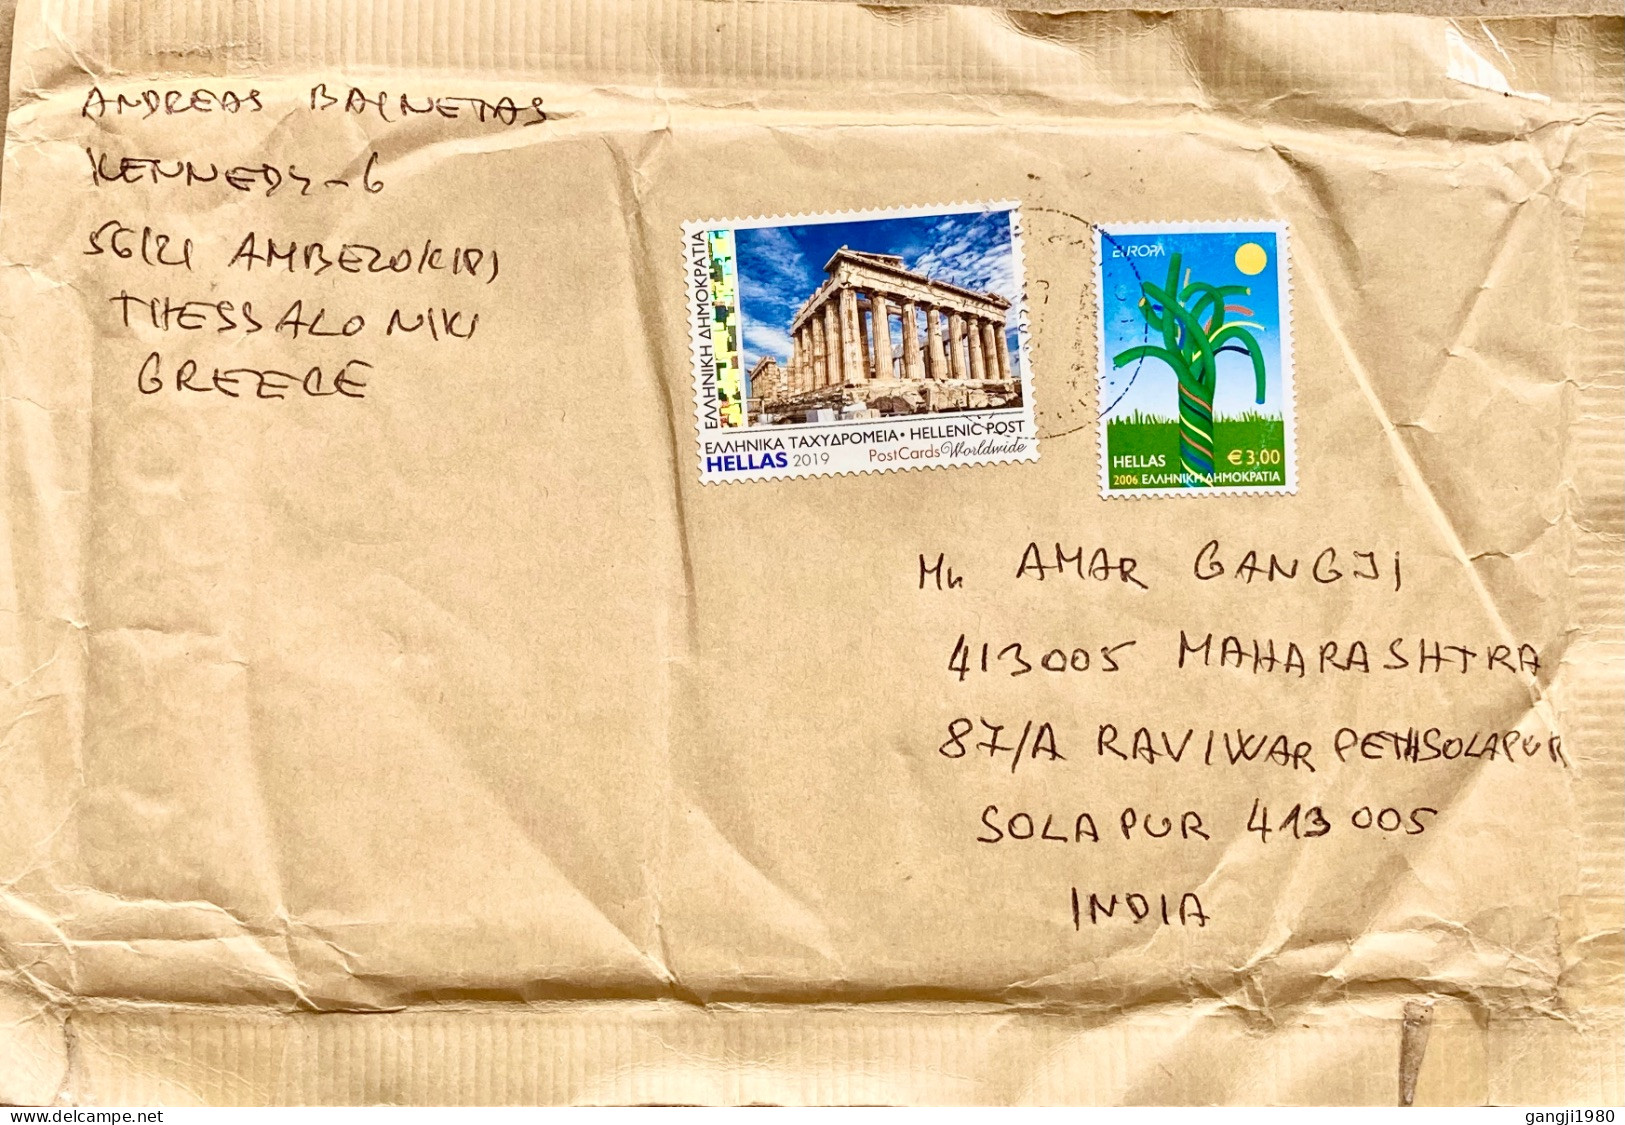 ANDREAS BALNETAS
KENNEDY-6
56121 AMBELOKIPI
THESSALONIKI
GREECE
ΕΛΛΗΝΙΚΗ ΔΗΜΟΚΡΑΤΙΑ
ΕΛΛΗΝΙΚΑ ΤΑΧΥΔΡΟΜΕΙΑ • HELLENIC POST
HELLAS 2019 PostCards Worldwide
EUROPA
HELLAS €3,00
2006 ΕΛΛΗΝΙΚΗ ΔΗΜΟΚΡΑΤΙΑ
Mr AMAR GANGJI
413005 MAHARASHTRA
87/A RAVIWAR PETHSOLAPUR
SOLAPUR 413005
INDIA
www.delcampe.net
gangji1980